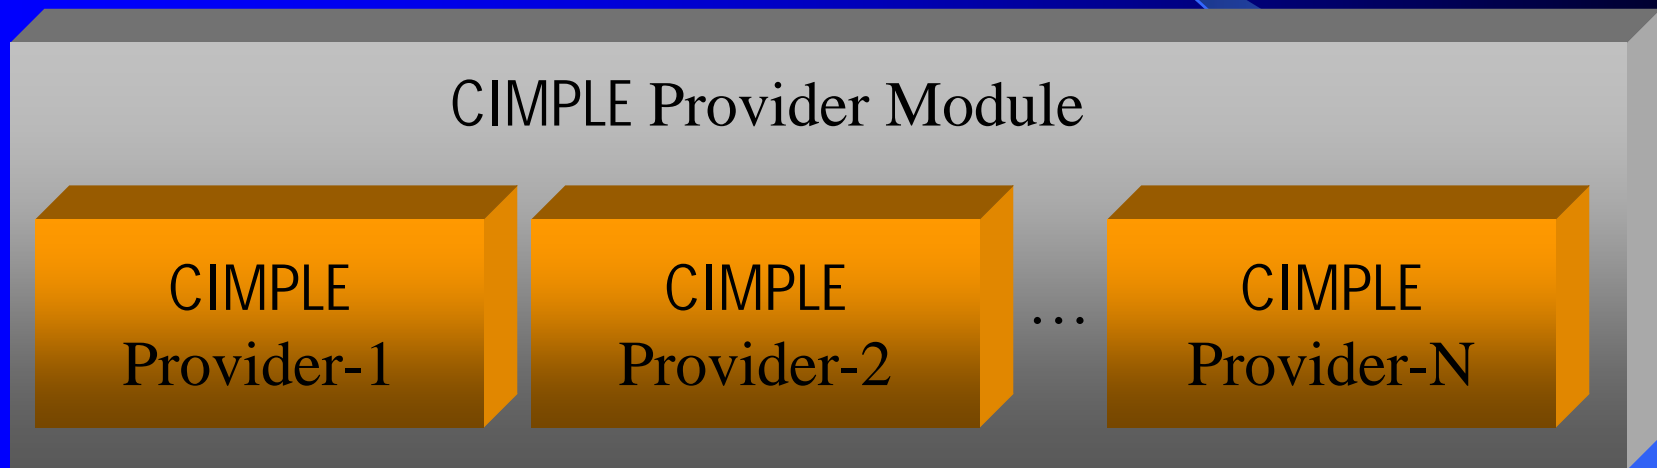 CIMPLE Provider Module
CIMPLE
Provider-1
CIMPLE
Provider-2
...
CIMPLE
Provider-N